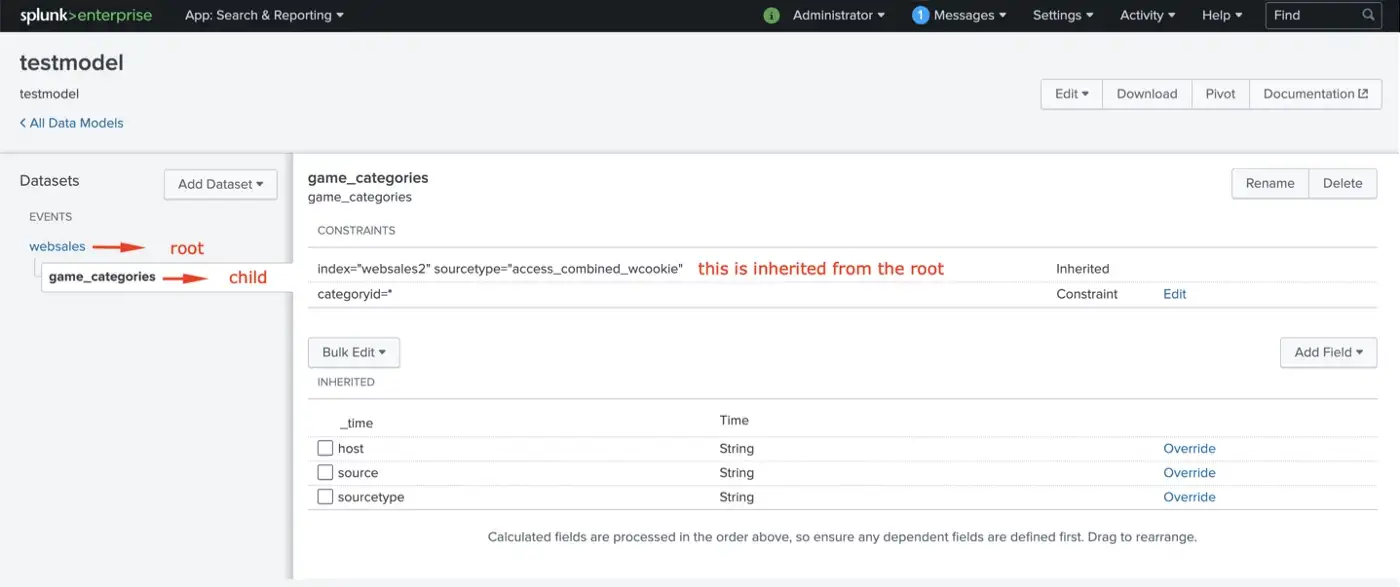 splunk>enterprise App: Search & Reporting i Administrator 1 Messages Settings Activity Help Find
testmodel
testmodel
Edit Download Pivot Documentation
< All Data Models
Datasets
Add Dataset
EVENTS
websales root
game_categories child
game_categories
game_categories
Rename Delete
CONSTRAINTS
index="websales2" sourcetype="access_combined_wcookie" this is inherited from the root Inherited
categoryid=* Constraint Edit
Bulk Edit Add Field
INHERITED
_time Time
host String Override
source String Override
sourcetype String Override
Calculated fields are processed in the order above, so ensure any dependent fields are defined first. Drag to rearrange.